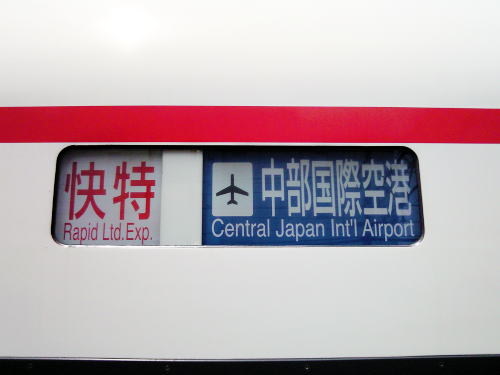 快特
Rapid Ltd.Exp.
中部国際空港
Central Japan Int'l Airport